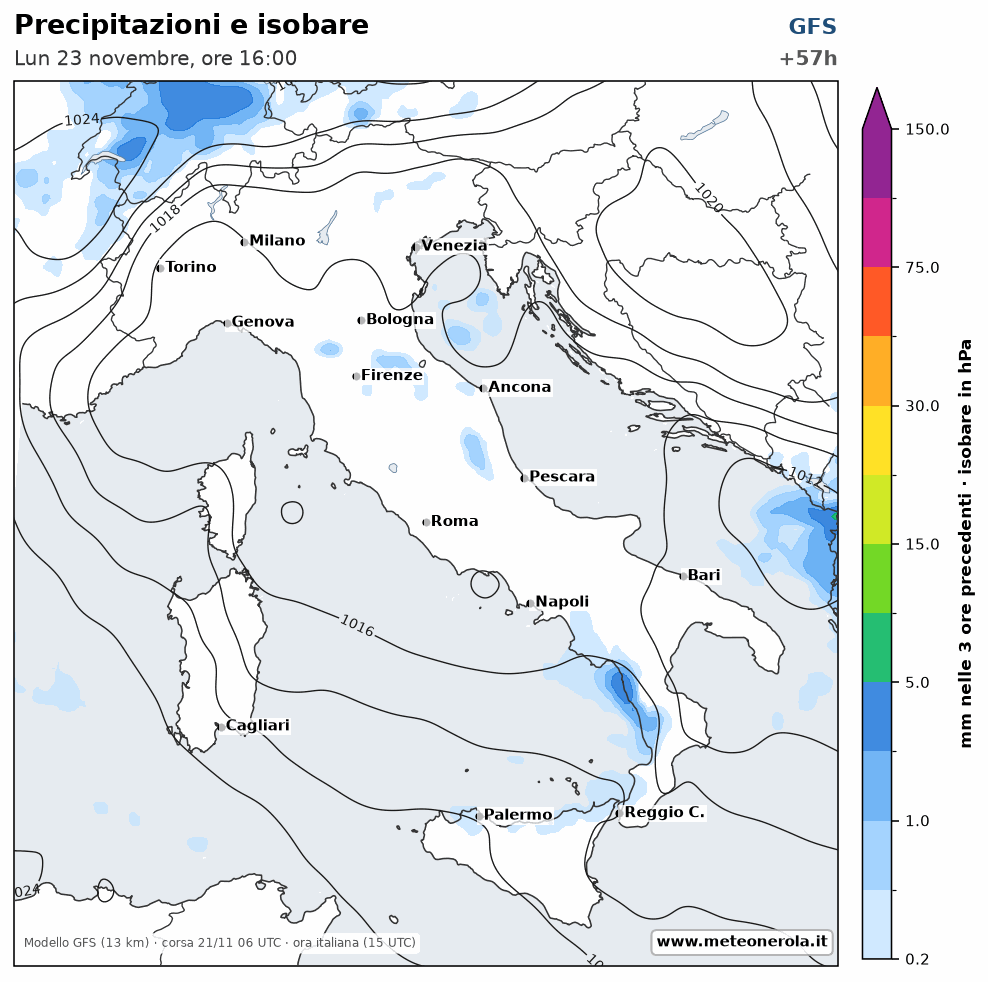 Precipitazioni e isobare
GFS
Lun 23 novembre, ore 16:00
+57h
1024
1018
1020
Milano
Venezia
Torino
Genova
Bologna
Firenze
Ancona
Pescara
1012
Roma
Bari
Napoli
1016
Cagliari
Palermo
Reggio C.
024
10
150.0
75.0
30.0
15.0
5.0
1.0
0.2
mm nelle 3 ore precedenti · isobare in hPa
Modello GFS (13 km) · corsa 21/11 06 UTC · ora italiana (15 UTC)
www.meteonerola.it